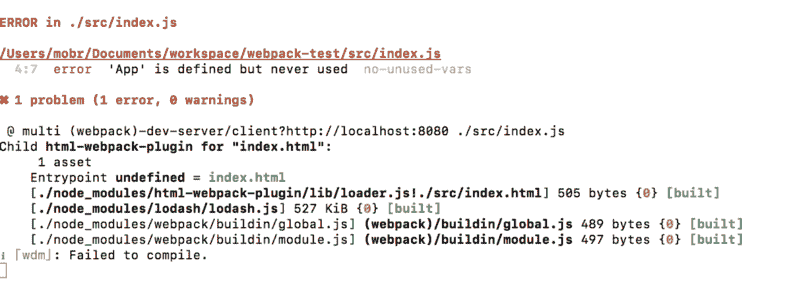 ERROR in ./src/index.js
/Users/mobr/Documents/workspace/webpack-test/src/index.js
4:7 error 'App' is defined but never used no-unused-vars
✖ 1 problem (1 error, 0 warnings)
@ multi (webpack)-dev-server/client?http://localhost:8080 ./src/index.js
Child html-webpack-plugin for "index.html":
1 asset
Entrypoint undefined = index.html
[./node_modules/html-webpack-plugin/lib/loader.js!./src/index.html] 505 bytes {0} [built]
[./node_modules/lodash/lodash.js] 527 KiB {0} [built]
[./node_modules/webpack/buildin/global.js] (webpack)/buildin/global.js 489 bytes {0} [built]
[./node_modules/webpack/buildin/module.js] (webpack)/buildin/module.js 497 bytes {0} [built]
ℹ ｢wdm｣: Failed to compile.